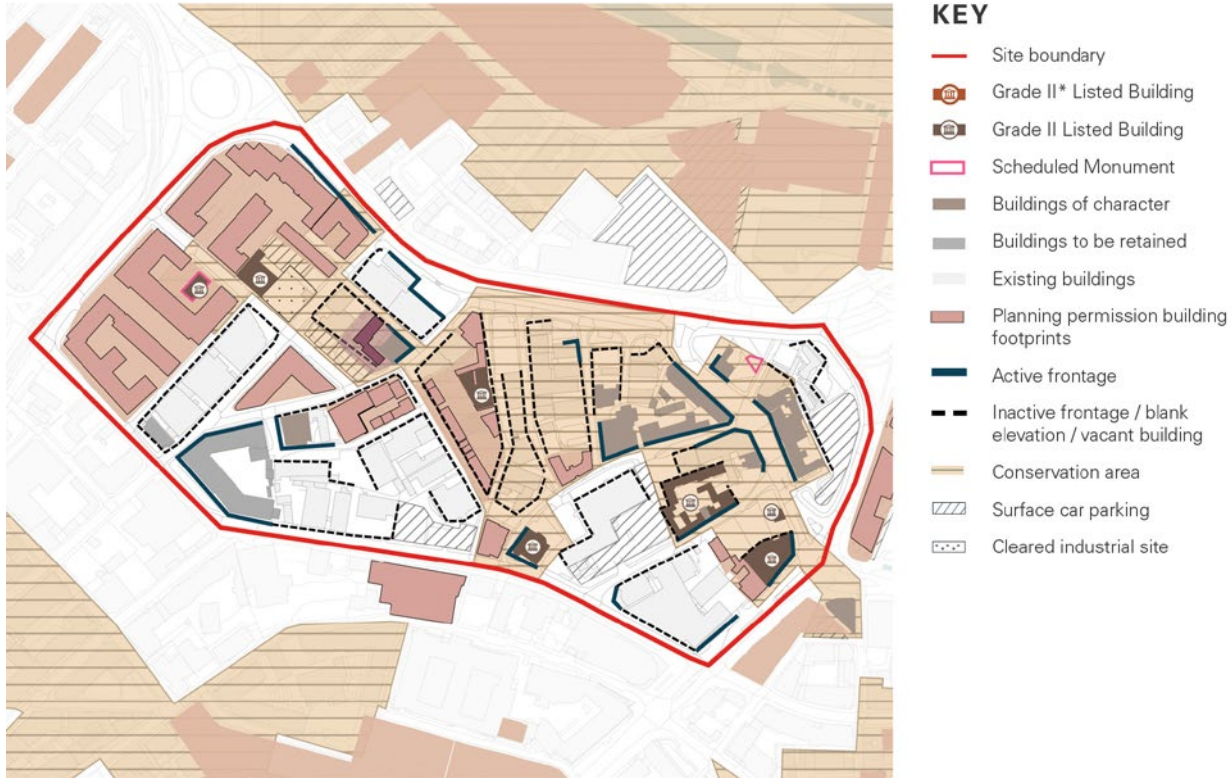 KEY
Site boundary
Grade II* Listed Building
Grade II Listed Building
Scheduled Monument
Buildings of character
Buildings to be retained
Existing buildings
Planning permission building
footprints
Active frontage
Inactive frontage / blank
elevation / vacant building
Conservation area
Surface car parking
Cleared industrial site